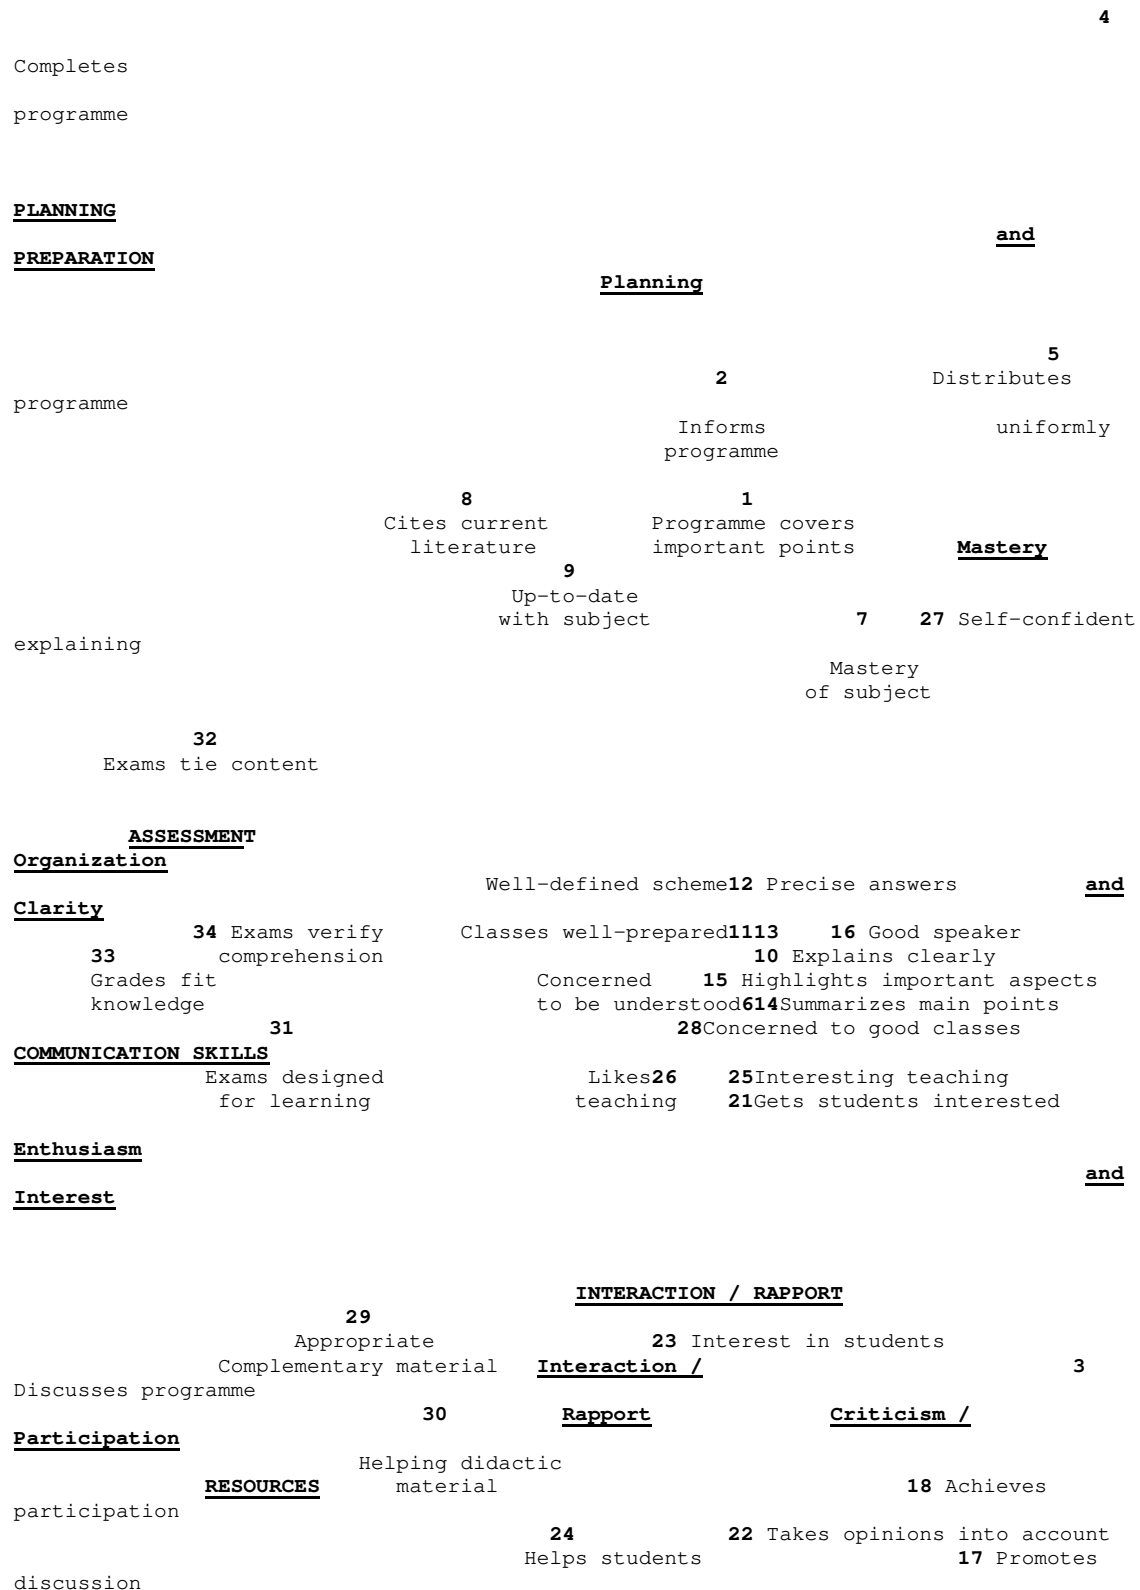 4
Completes
programme
PLANNING
and
PREPARATION
Planning
5
2 Distributes
programme
Informs uniformly
programme
8 1
Cites current Programme covers
literature important points Mastery
9
Up-to-date
with subject 7 27 Self-confident
explaining
Mastery
of subject
32
Exams tie content
ASSESSMENT
Organization
Well-defined scheme12 Precise answers and
Clarity
34 Exams verify Classes well-prepared1113 16 Good speaker
33 comprehension 10 Explains clearly
Grades fit Concerned 15 Highlights important aspects
knowledge to be understood614Summarizes main points
31 28Concerned to good classes
COMMUNICATION SKILLS
Exams designed Likes26 25Interesting teaching
for learning teaching 21Gets students interested
Enthusiasm
and
Interest
INTERACTION / RAPPORT
29
Appropriate 23 Interest in students
Complementary material Interaction / 3
Discusses programme
30 Rapport Criticism /
Participation
Helping didactic
RESOURCES material 18 Achieves
participation
24 22 Takes opinions into account
Helps students 17 Promotes
discussion